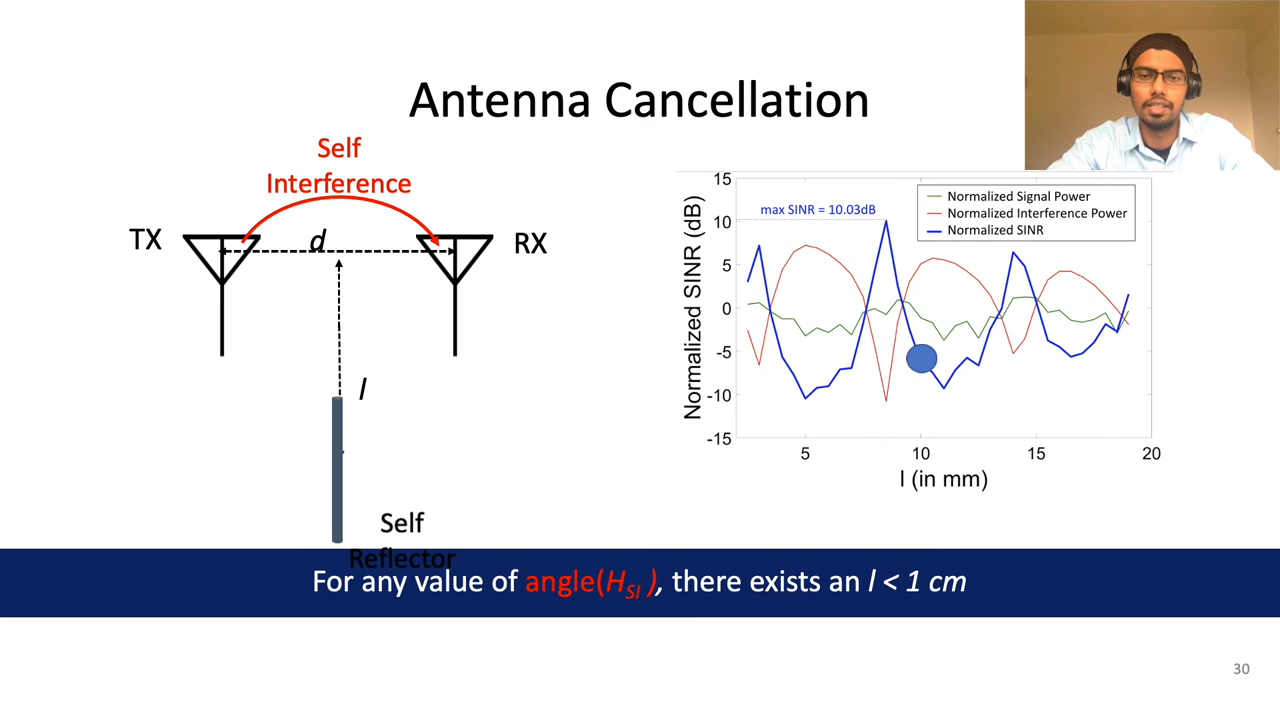 Antenna Cancellation
Self
Interference
TX
d
RX
l
Self
Reflector
15
10
5
0
-5
-10
-15
Normalized SINR (dB)
max SINR = 10.03dB
Normalized Signal Power
Normalized Interference Power
Normalized SINR
5
10
15
20
l (in mm)
For any value of angle(H_SI ), there exists an l < 1 cm
30